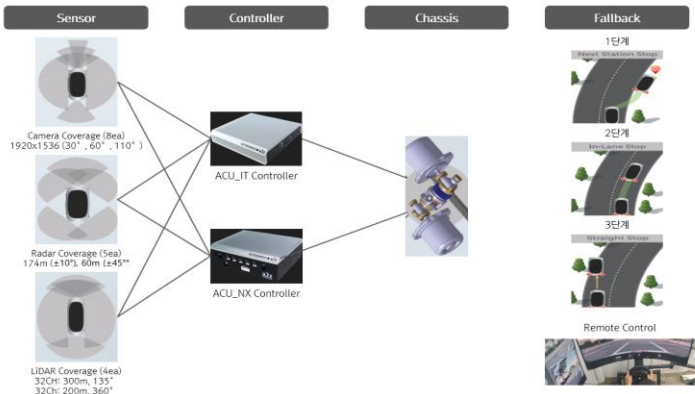 Sensor
Controller
Chassis
Fallback
1단계
Next Station Stop
Camera Coverage (8ea)
1920x1536 (30°, 60°, 110°)
2단계
In-Lane Stop
ACU_IT Controller
Radar Coverage (5ea)
174m (±10°), 60m (±45°°
3단계
Straight Stop
a2z
ACU_NX Controller
Remote Control
LiDAR Coverage (4ea)
32CH: 300m, 135°
32Ch: 200m, 360°